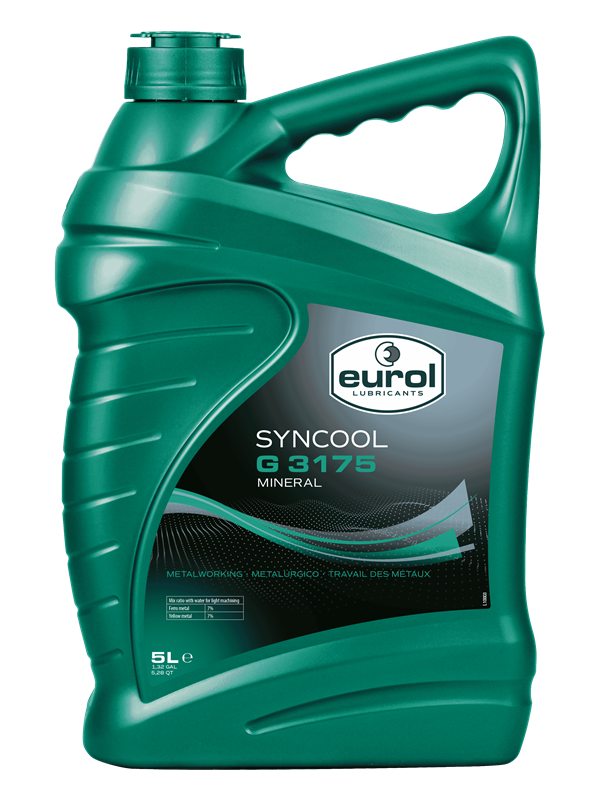 eurol
LUBRICANTS
SYNCOOL
G 3175
MINERAL
METALWORKING · METALÚRGICO · TRAVAIL DES MÉTAUX
Mix ratio with water for light machining
Ferro metal 7%
Yellow metal 7%
5L e
1,32 GAL
5,28 QT